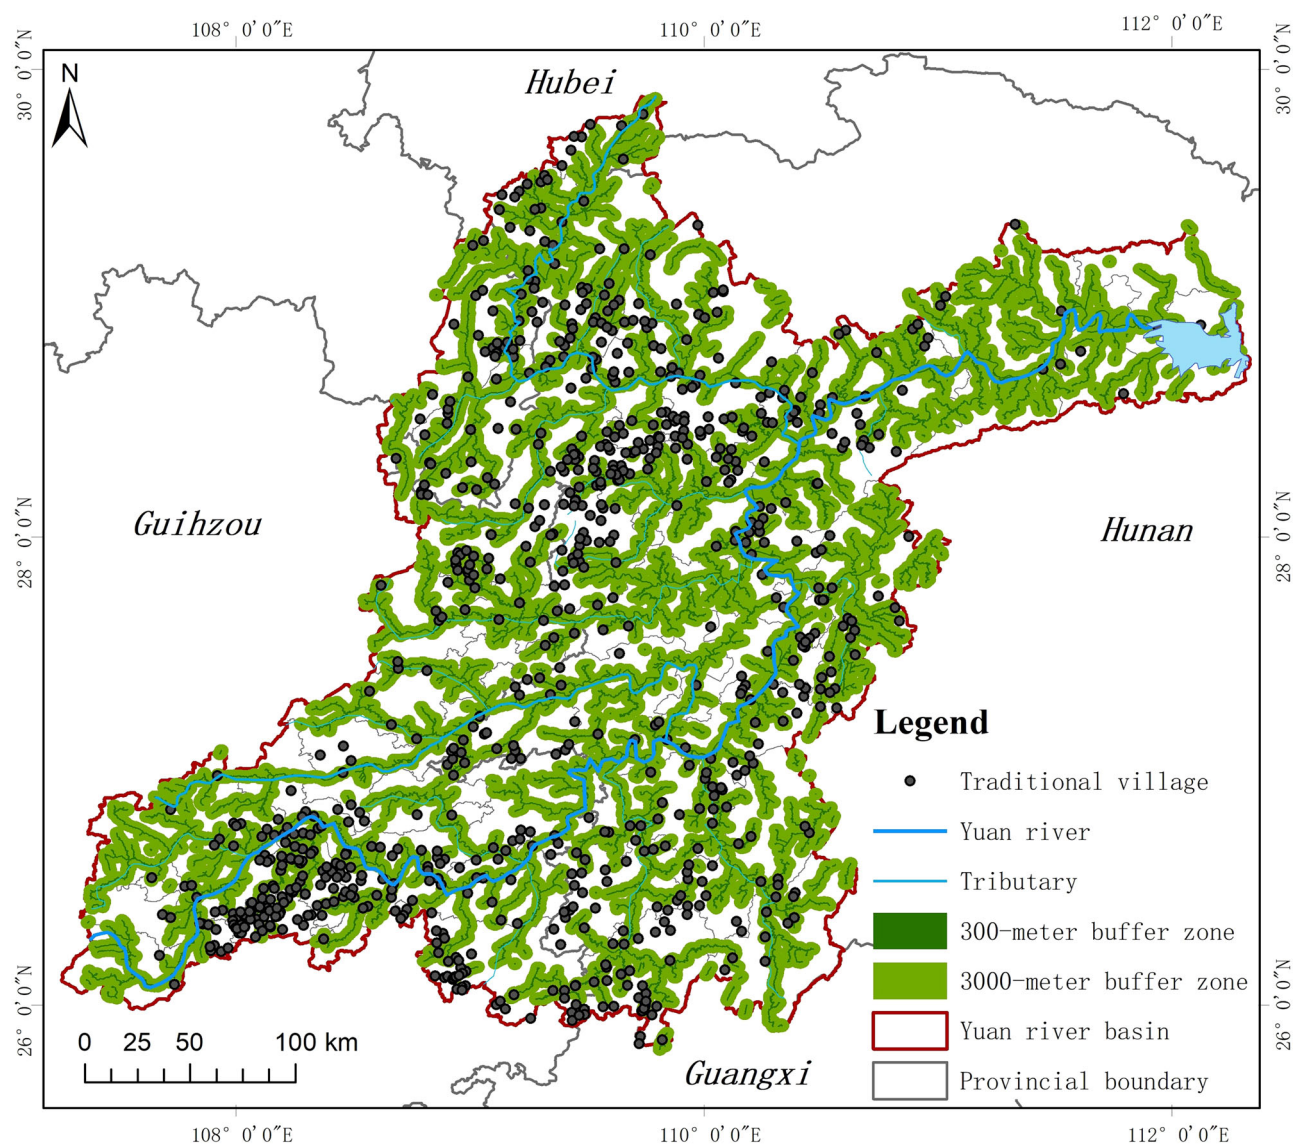 108° 0′0″E
110° 0′0″E
112° 0′0″E
30° 0′0″N
30° 0′0″N
N
Hubei
28° 0′0″N
Guihzou
Hunan
28° 0′0″N
Legend
Traditional village
Yuan river
Tributary
300-meter buffer zone
3000-meter buffer zone
Yuan river basin
Provincial boundary
26° 0′0″N
26° 0′0″N
0 25 50 100 km
Guangxi
108° 0′0″E
110° 0′0″E
112° 0′0″E